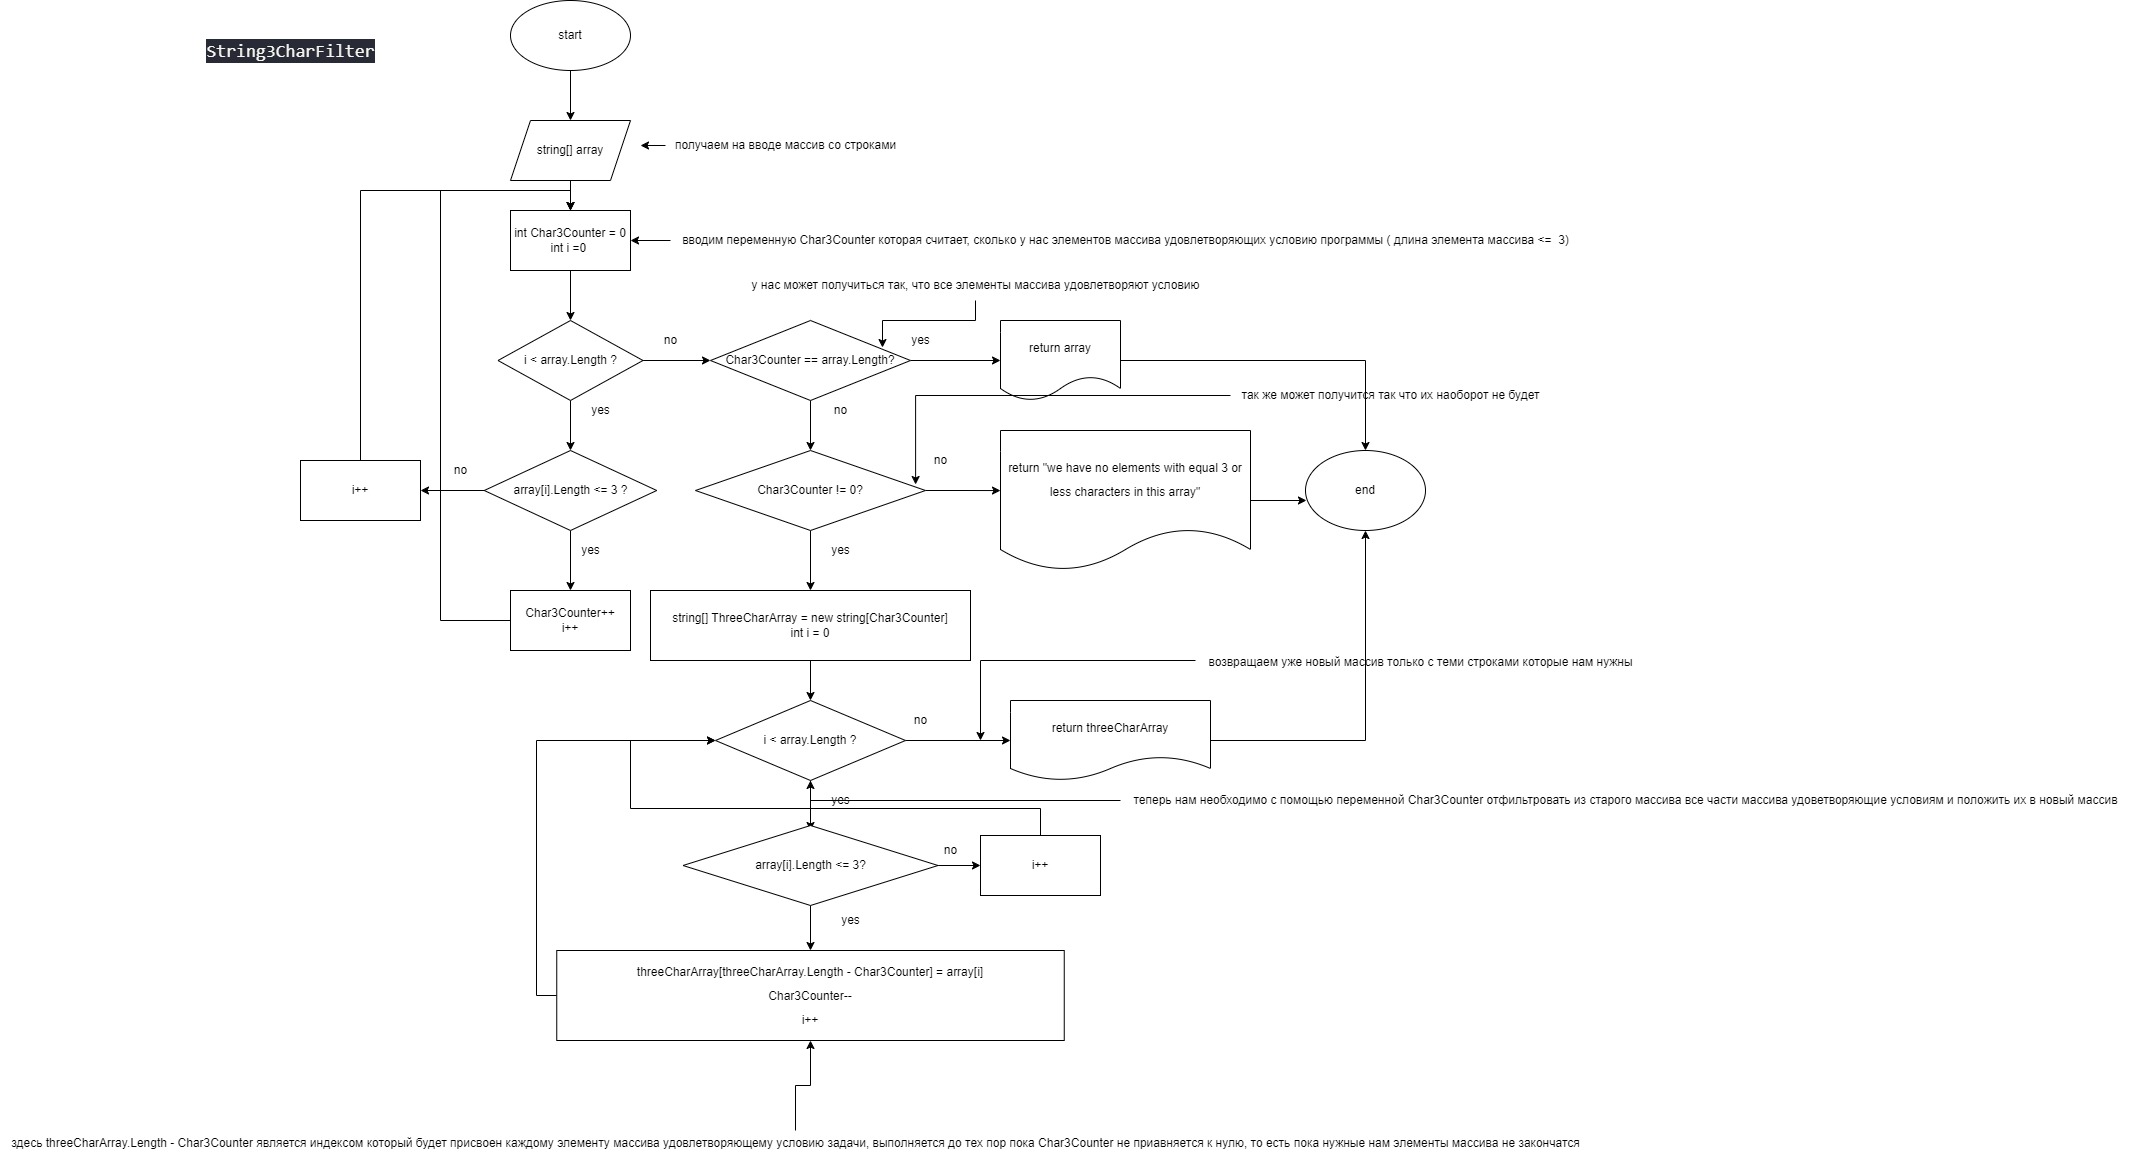 start
String3CharFilter
string[] array
получаем на вводе массив со строками
int Char3Counter = 0
int i =0
вводим переменную Char3Counter которая считает, сколько у нас элементов массива удовлетворяющих условию программы ( длина элемента массива <= 3)
у нас может получиться так, что все элементы массива удовлетворяют условию
i < array.Length ?
no
Char3Counter == array.Length?
yes
return array
так же может получится так что их наоборот не будет
yes
no
i++
no
array[i].Length <= 3 ?
Char3Counter != 0?
no
return "we have no elements with equal 3 or
less characters in this array"
end
yes
yes
Char3Counter++
i++
string[] ThreeCharArray = new string[Char3Counter]
int i = 0
возвращаем уже новый массив только с теми строками которые нам нужны
i < array.Length ?
no
return threeCharArray
yes
теперь нам необходимо с помощью переменной Char3Counter отфильтровать из старого массива все части массива удоветворяющие условиям и положить их в новый массив
array[i].Length <= 3?
no
i++
yes
threeCharArray[threeCharArray.Length - Char3Counter] = array[i]
Char3Counter--
i++
здесь threeCharArray.Length - Char3Counter является индексом который будет присвоен каждому элементу массива удовлетворяющему условию задачи, выполняется до тех пор пока Char3Counter не приавняется к нулю, то есть пока нужные нам элементы массива не закончатся